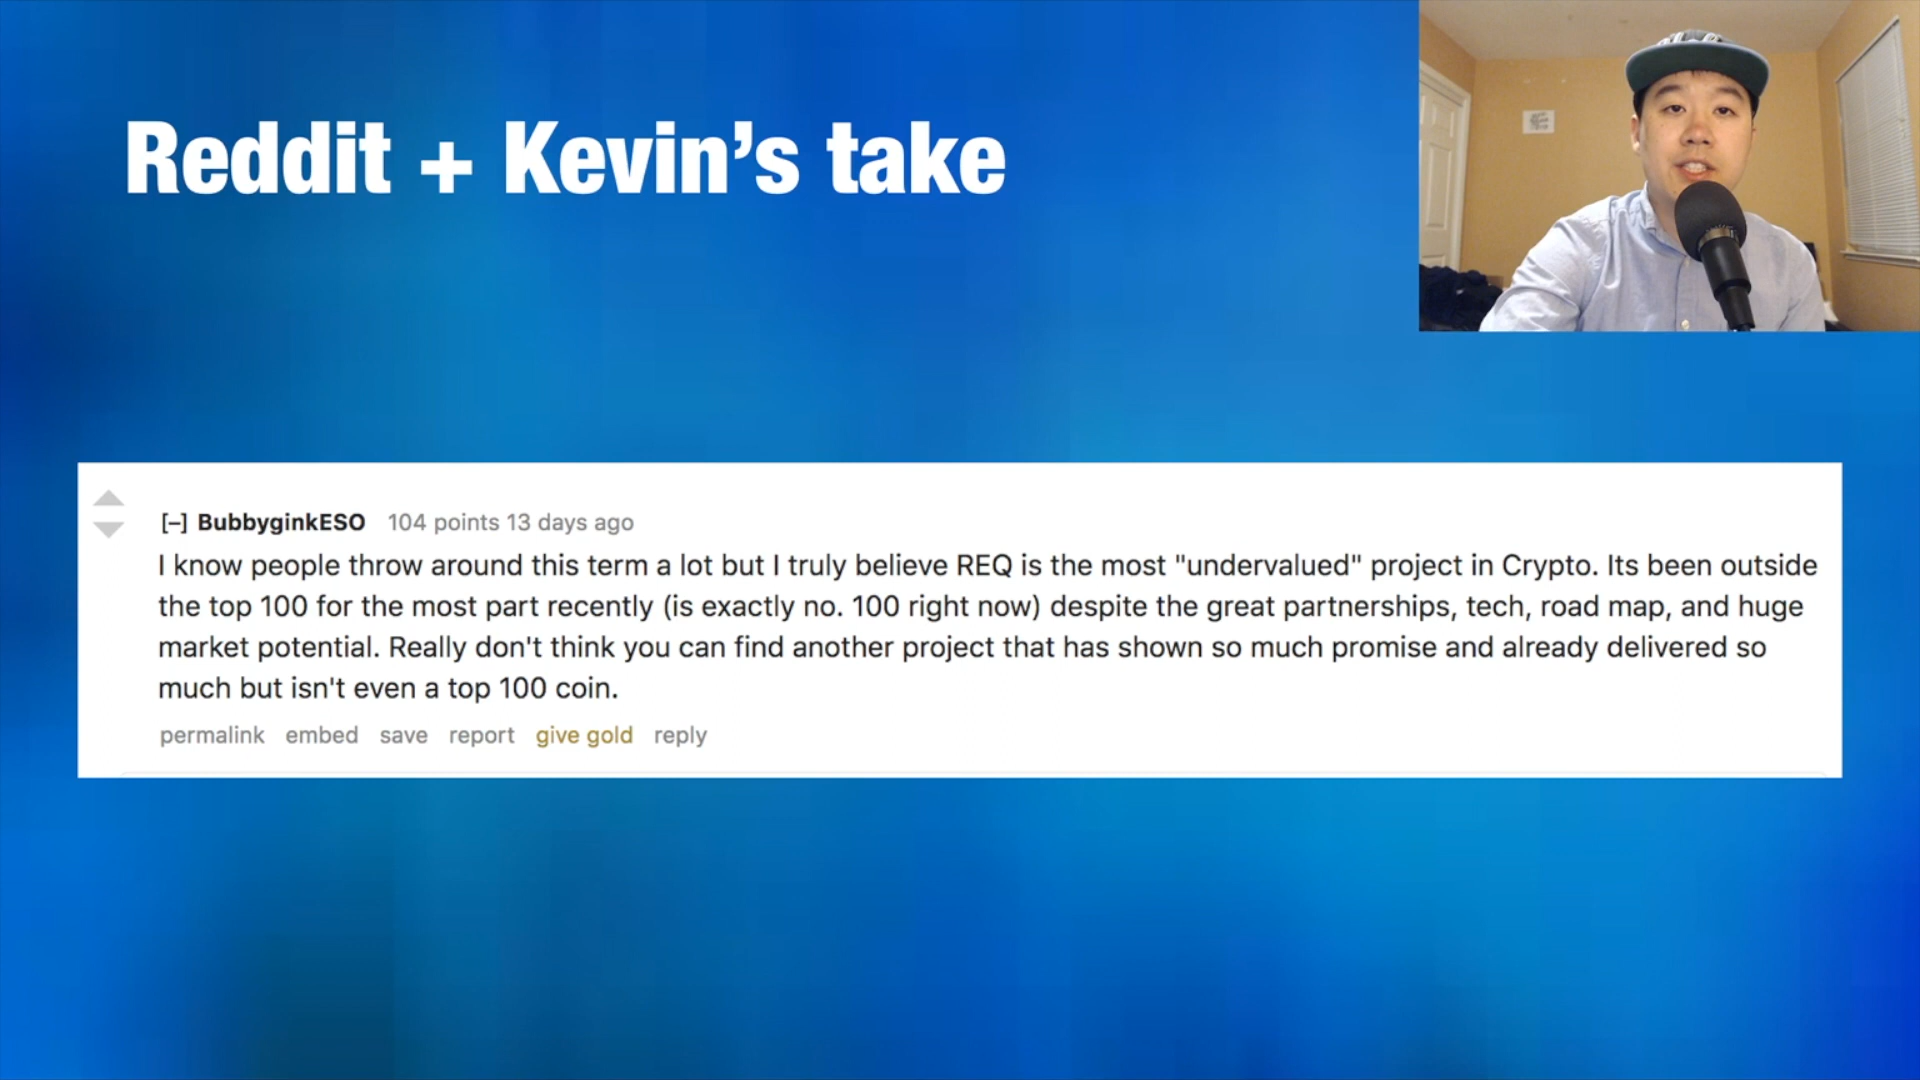 Reddit + Kevin’s take
[–] BubbyginkESO 104 points 13 days ago
I know people throw around this term a lot but I truly believe REQ is the most "undervalued" project in Crypto. Its been outside
the top 100 for the most part recently (is exactly no. 100 right now) despite the great partnerships, tech, road map, and huge
market potential. Really don't think you can find another project that has shown so much promise and already delivered so
much but isn't even a top 100 coin.
permalink embed save report give gold reply